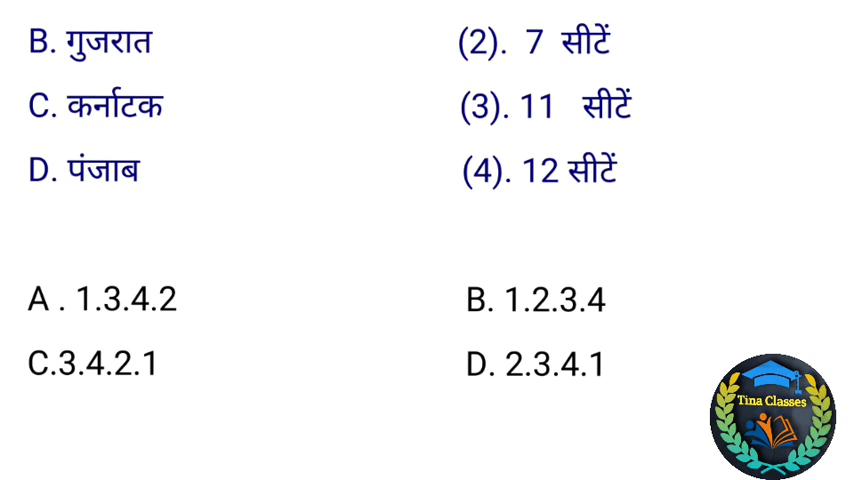 B. गुजरात (2). 7 सीटें
C. कर्नाटक (3). 11 सीटें
D. पंजाब (4). 12 सीटें
A . 1.3.4.2 B. 1.2.3.4
C.3.4.2.1 D. 2.3.4.1
Tina Classes